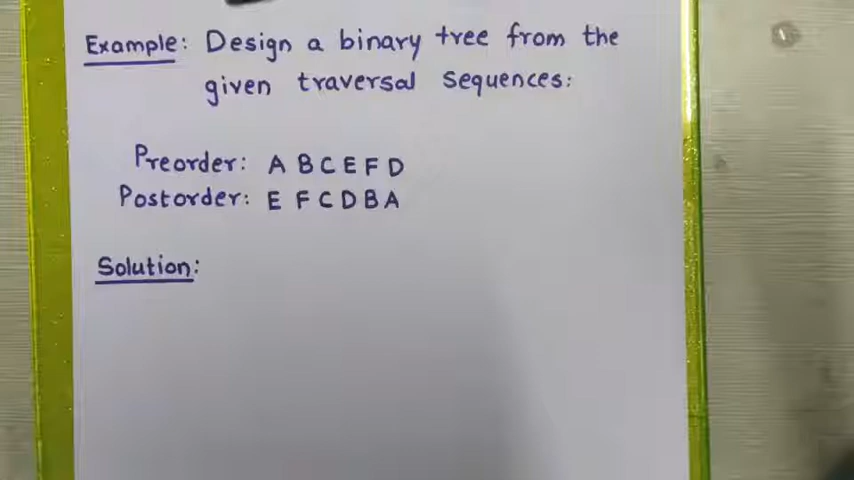 Example: Design a binary tree from the
given traversal sequences:
Preorder: A B C E F D
Postorder: E F C D B A
Solution: